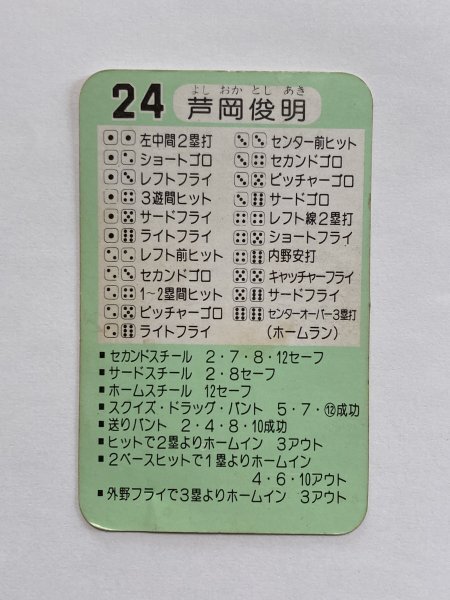 よし おか とし あき
24 芦岡俊明
⚀⚀左中間2塁打
⚀⚁ショートゴロ
⚀⚂レフトフライ
⚀⚃3遊間ヒット
⚀⚄サードフライ
⚀⚅ライトフライ
⚁⚁レフト前ヒット
⚁⚂セカンドゴロ
⚁⚃1~2塁間ヒット
⚁⚄ピッチャーゴロ
⚁⚅ライトフライ
⚂⚂センター前ヒット
⚂⚃セカンドゴロ
⚂⚄ピッチャーゴロ
⚂⚅サードゴロ
⚃⚃レフト線2塁打
⚃⚄ショートフライ
⚃⚅内野安打
⚄⚄キャッチャーフライ
⚄⚅サードフライ
⚅⚅センターオーバー3塁打
(ホームラン)
■セカンドスチール 2・7・8・12セーフ
■サードスチール 2・8セーフ
■ホームスチール 12セーフ
■スクイズ・ドラッグ・バント 5・7・⑫成功
■送りバント 2・4・8・10成功
■ヒットで2塁よりホームイン 3アウト
■2ベースヒットで1塁よりホームイン
4・6・10アウト
■外野フライで3塁よりホームイン 3アウト